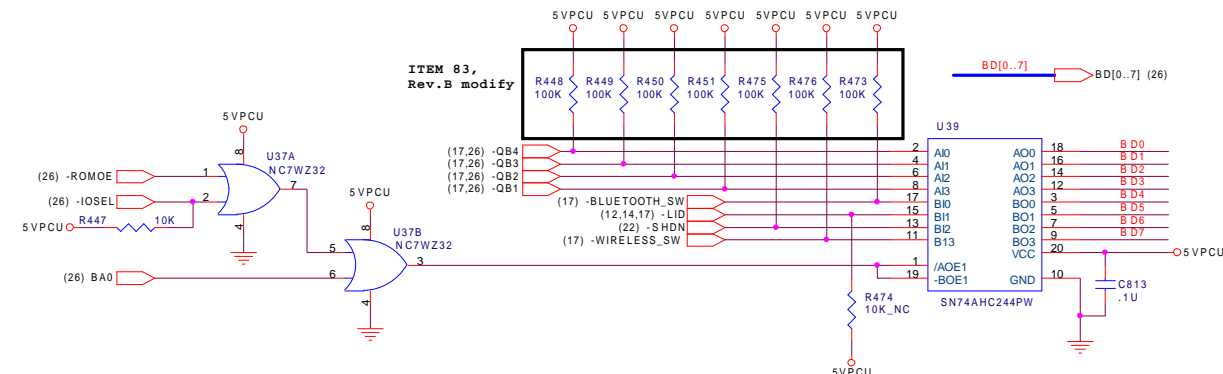 5VPCU 5VPCU 5VPCU 5VPCU 5VPCU 5VPCU 5VPCU
ITEM 83,
Rev.B modify
R448 R449 R450 R451 R475 R476 R473
100K 100K 100K 100K 100K 100K 100K
BD[0..7]
BD[0..7] (26)
5VPCU
8
U37A
NC7WZ32
(26) -ROMOE 1
7
(26) -IOSEL 2
R447 10K
5VPCU
4
5VPCU
8
U37B
NC7WZ32
5
3
(26) BA0 6
4
(17,26) -QB4
(17,26) -QB3
(17,26) -QB2
(17,26) -QB1
(17) -BLUETOOTH_SW
(12,14,17) -LID
(22) -SHDN
(17) -WIRELESS_SW
R474
10K_NC
5VPCU
U39
2 AI0 AO0 18 BD0
4 AI1 AO1 16 BD1
6 AI2 AO2 14 BD2
8 AI3 AO3 12 BD3
17 BI0 BO0 3 BD4
15 BI1 BO1 5 BD5
13 BI2 BO2 7 BD6
11 B13 BO3 9 BD7
VCC 20 5VPCU
1 /AOE1
19 -BOE1 GND 10
SN74AHC244PW
C813
.1U